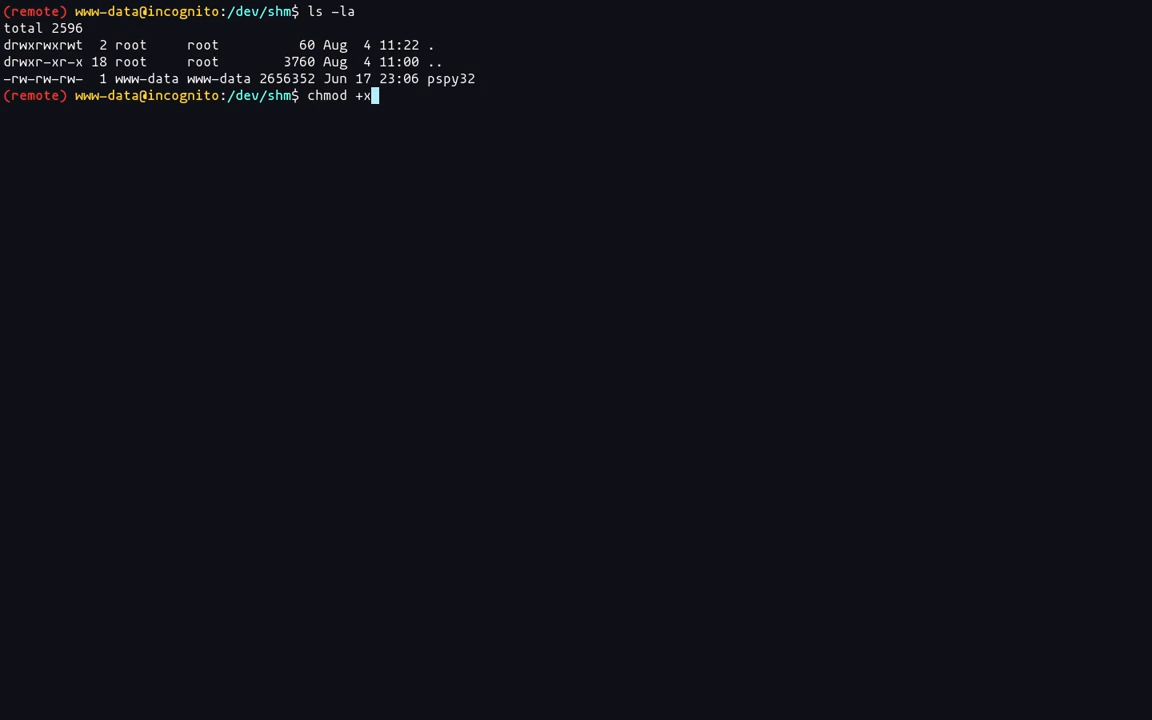 (remote) www-data@incognito:/dev/shm$ ls -la
total 2596
drwxrwxrwt  2 root     root          60 Aug  4 11:22 .
drwxr-xr-x 18 root     root        3760 Aug  4 11:00 ..
-rw-rw-rw-  1 www-data www-data 2656352 Jun 17 23:06 pspy32
(remote) www-data@incognito:/dev/shm$ chmod +x